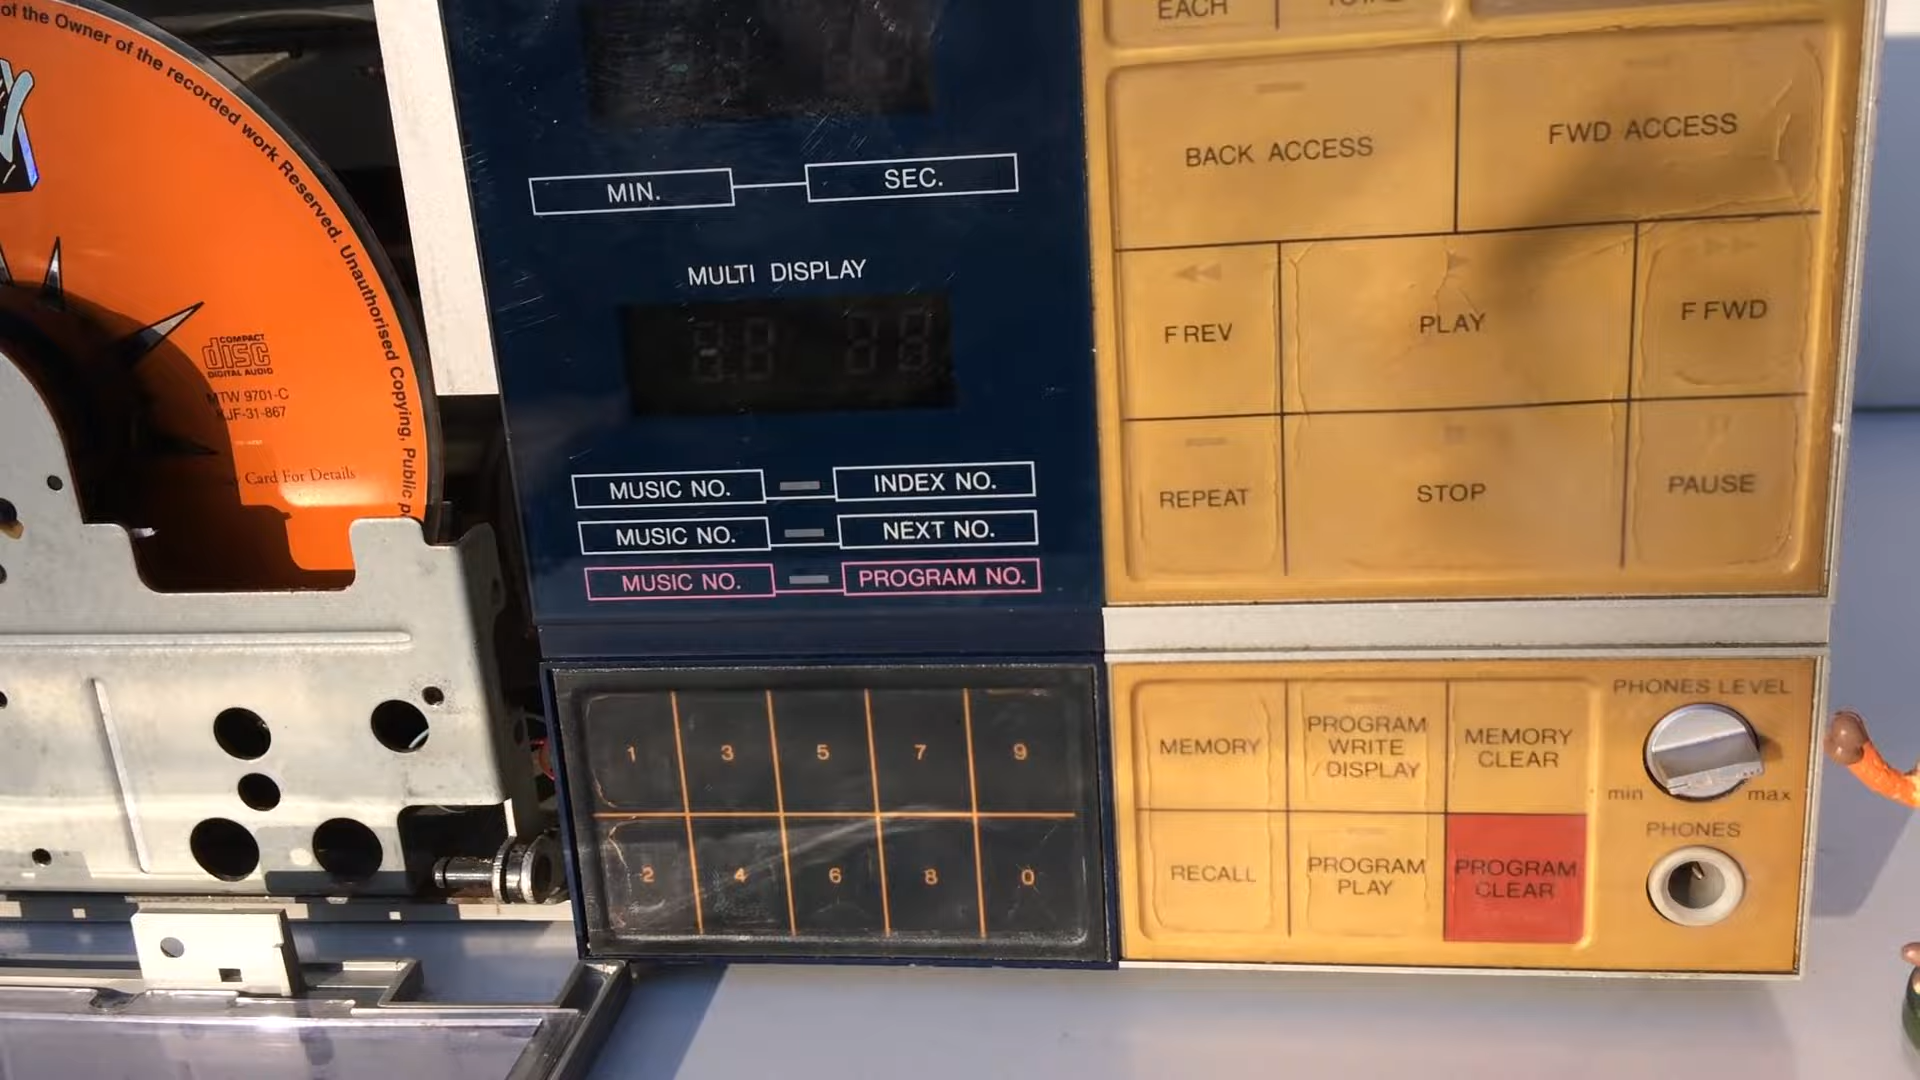 of the Owner of the recorded work Reserved. Unauthorised Copying, Public
COMPACT
disc
DIGITAL AUDIO
MTW 9701-C
KJF-31-867
Card For Details
MIN.
SEC.
MULTI DISPLAY
MUSIC NO.
INDEX NO.
MUSIC NO.
NEXT NO.
MUSIC NO.
PROGRAM NO.
EACH
BACK ACCESS
FWD ACCESS
F REV
PLAY
F FWD
REPEAT
STOP
PAUSE
1 3 5 7 9
2 4 6 8 0
MEMORY
PROGRAM
WRITE
/DISPLAY
MEMORY
CLEAR
RECALL
PROGRAM
PLAY
PROGRAM
CLEAR
PHONES LEVEL
min
max
PHONES